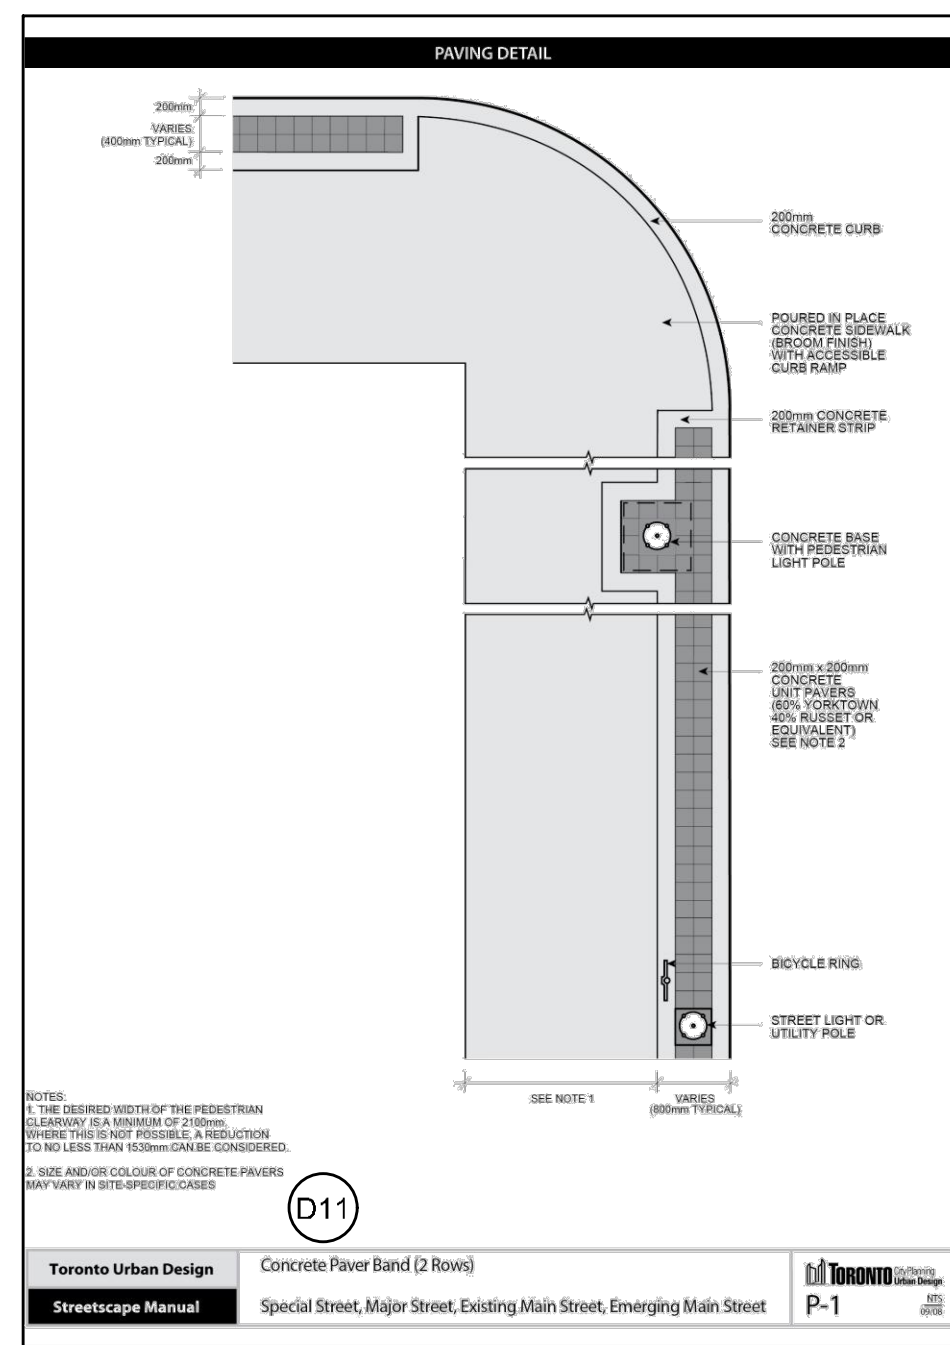 PAVING DETAIL
200mm
VARIES
(400mm TYPICAL)
200mm
200mm
CONCRETE CURB
POURED IN PLACE
CONCRETE SIDEWALK
(BROOM FINISH)
WITH ACCESSIBLE
CURB RAMP
200mm CONCRETE
RETAINER STRIP
CONCRETE BASE
WITH PEDESTRIAN
LIGHT POLE
200mm x 200mm
CONCRETE
UNIT PAVERS
(60% YORKTOWN
40% RUSSET OR
EQUIVALENT)
SEE NOTE 2
BICYCLE RING
STREET LIGHT OR
UTILITY POLE
SEE NOTE 1
VARIES
(800mm TYPICAL)
NOTES:
1. THE DESIRED WIDTH OF THE PEDESTRIAN
CLEARWAY IS A MINIMUM OF 2100mm,
WHERE THIS IS NOT POSSIBLE, A REDUCTION
TO NO LESS THAN 1530mm CAN BE CONSIDERED.
2. SIZE AND/OR COLOUR OF CONCRETE PAVERS
MAY VARY IN SITE-SPECIFIC CASES
D11
Toronto Urban Design
Streetscape Manual
Concrete Paver Band (2 Rows)
Special Street, Major Street, Existing Main Street, Emerging Main Street
TORONTO City Planning
Urban Design
P-1
NTS
09/08